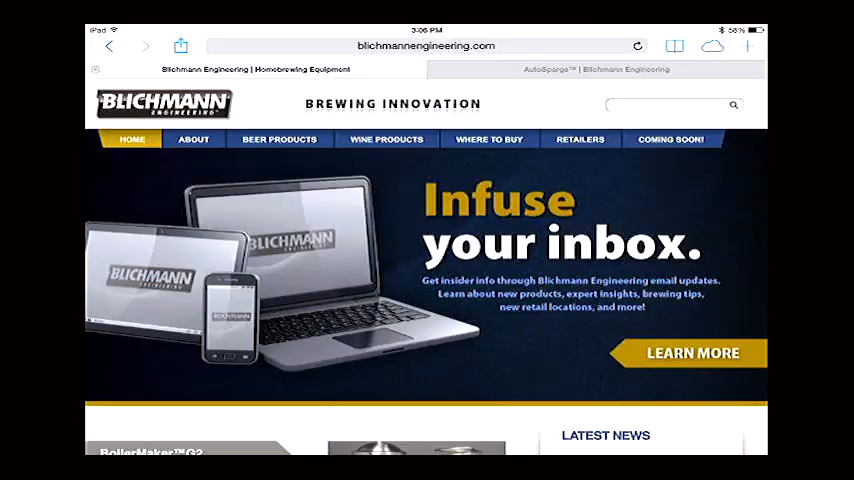 iPad 3:06 PM 58%
blichmannengineering.com
Blichmann Engineering | Homebrewing Equipment AutoSparge™ | Blichmann Engineering
BLICHMANN BREWING INNOVATION
ENGINEERING
HOME ABOUT BEER PRODUCTS WINE PRODUCTS WHERE TO BUY RETAILERS COMING SOON!
Infuse
your inbox.
BLICHMANN
ENGINEERING
BLICHMANN
ENGINEERING
BLICHMANN
Get insider info through Blichmann Engineering email updates.
Learn about new products, expert insights, brewing tips,
new retail locations, and more!
LEARN MORE
LATEST NEWS
BoilerMaker™G2